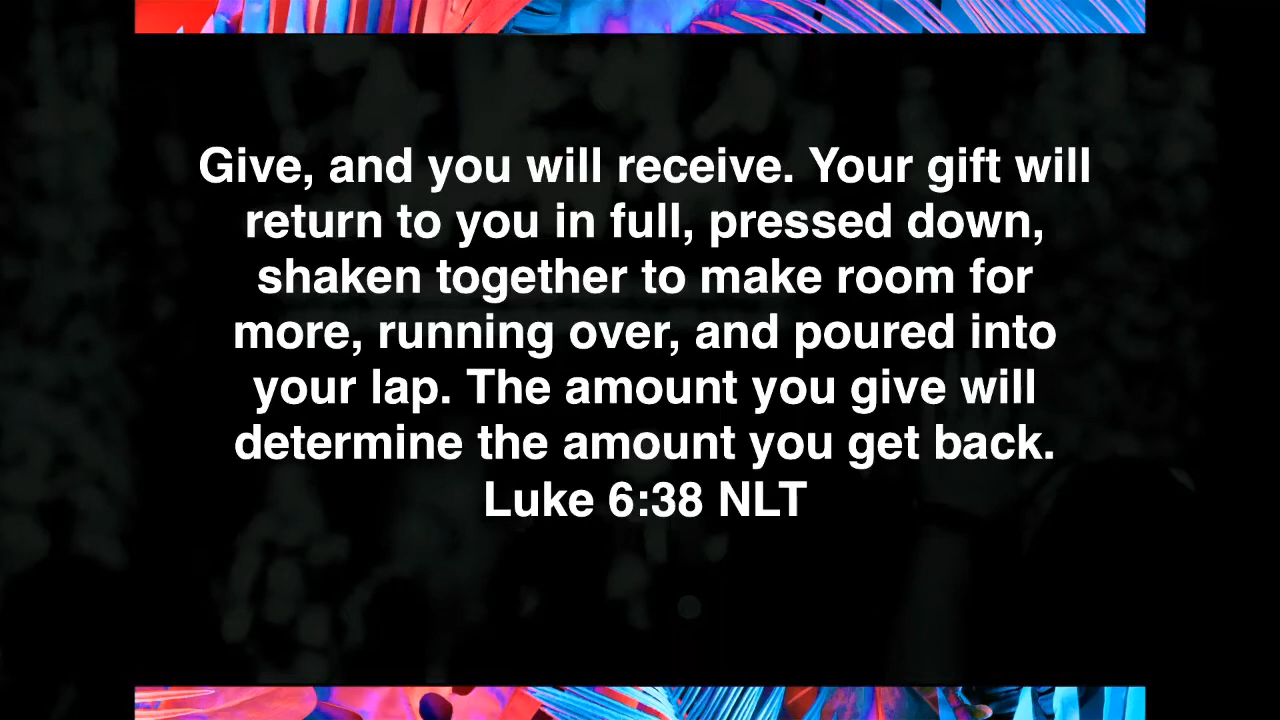 Give, and you will receive. Your gift will
return to you in full, pressed down,
shaken together to make room for
more, running over, and poured into
your lap. The amount you give will
determine the amount you get back.
Luke 6:38 NLT